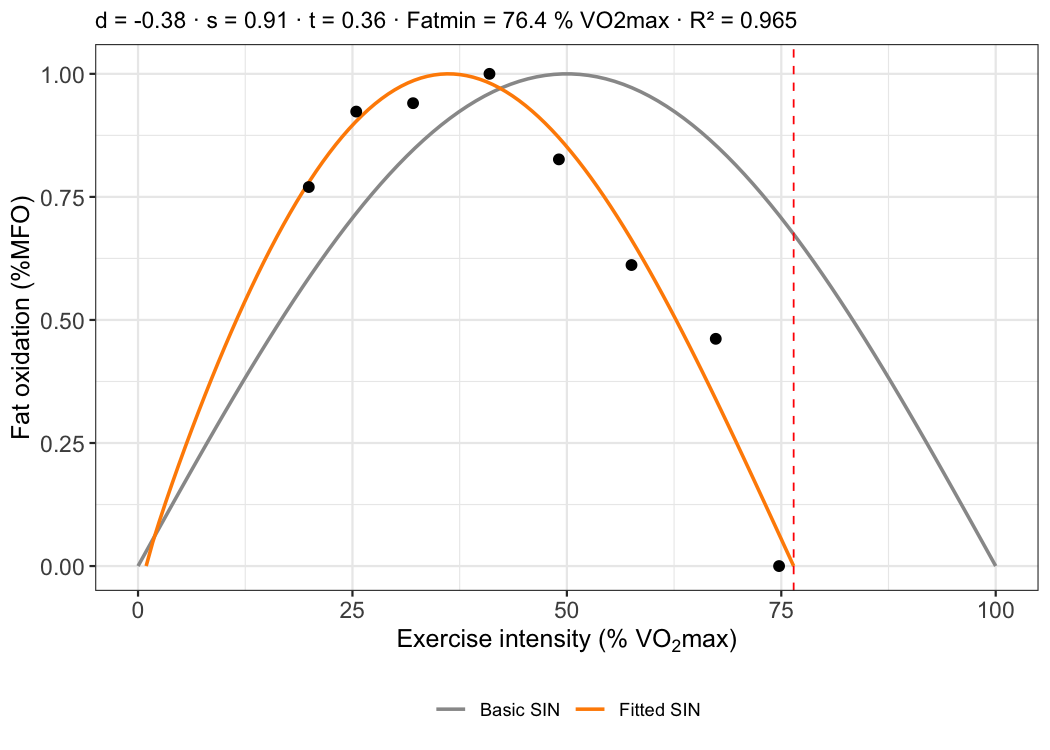 d = -0.38 · s = 0.91 · t = 0.36 · Fatmin = 76.4 % VO2max · R² = 0.965
Fat oxidation (%MFO)
1.00
0.75
0.50
0.25
0.00
0 25 50 75 100
Exercise intensity (% VO₂max)
Basic SIN Fitted SIN